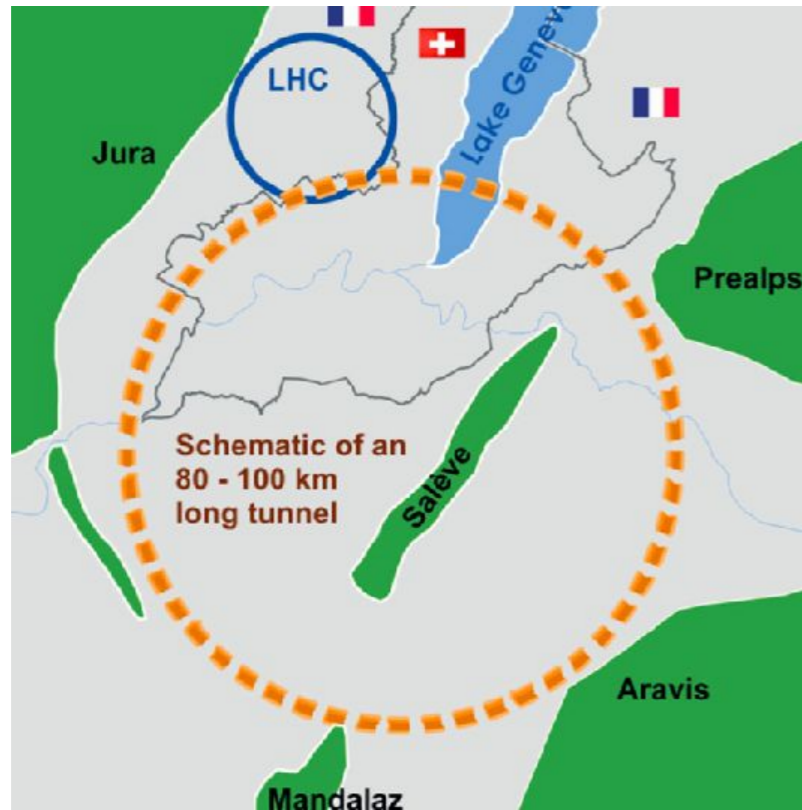 LHC
Lake Geneva
Jura
Prealps
Schematic of an
80 - 100 km
long tunnel
Salève
Aravis
Mandalaz